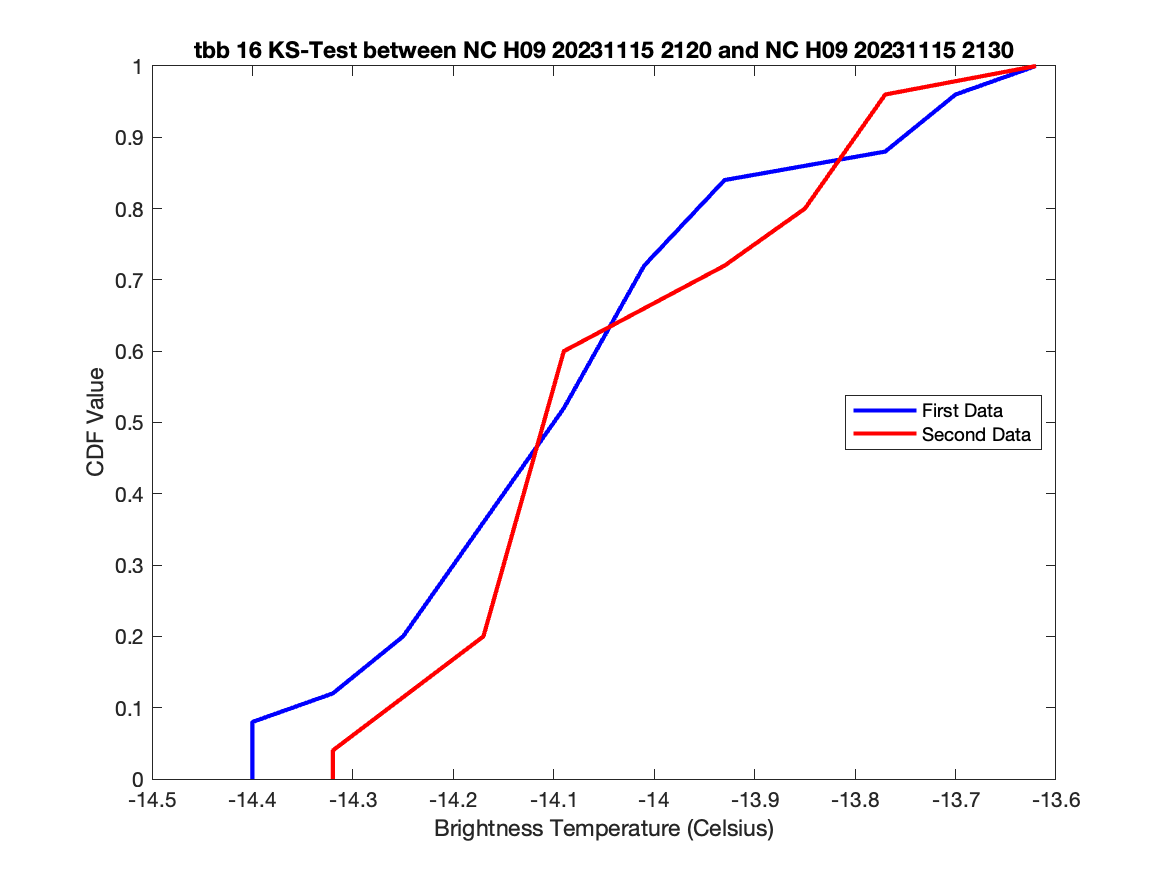 tbb 16 KS-Test between NC H09 20231115 2120 and NC H09 20231115 2130
1
0.9
0.8
0.7
0.6
0.5
0.4
0.3
0.2
0.1
0
CDF Value
First Data
Second Data
-14.5 -14.4 -14.3 -14.2 -14.1 -14 -13.9 -13.8 -13.7 -13.6
Brightness Temperature (Celsius)